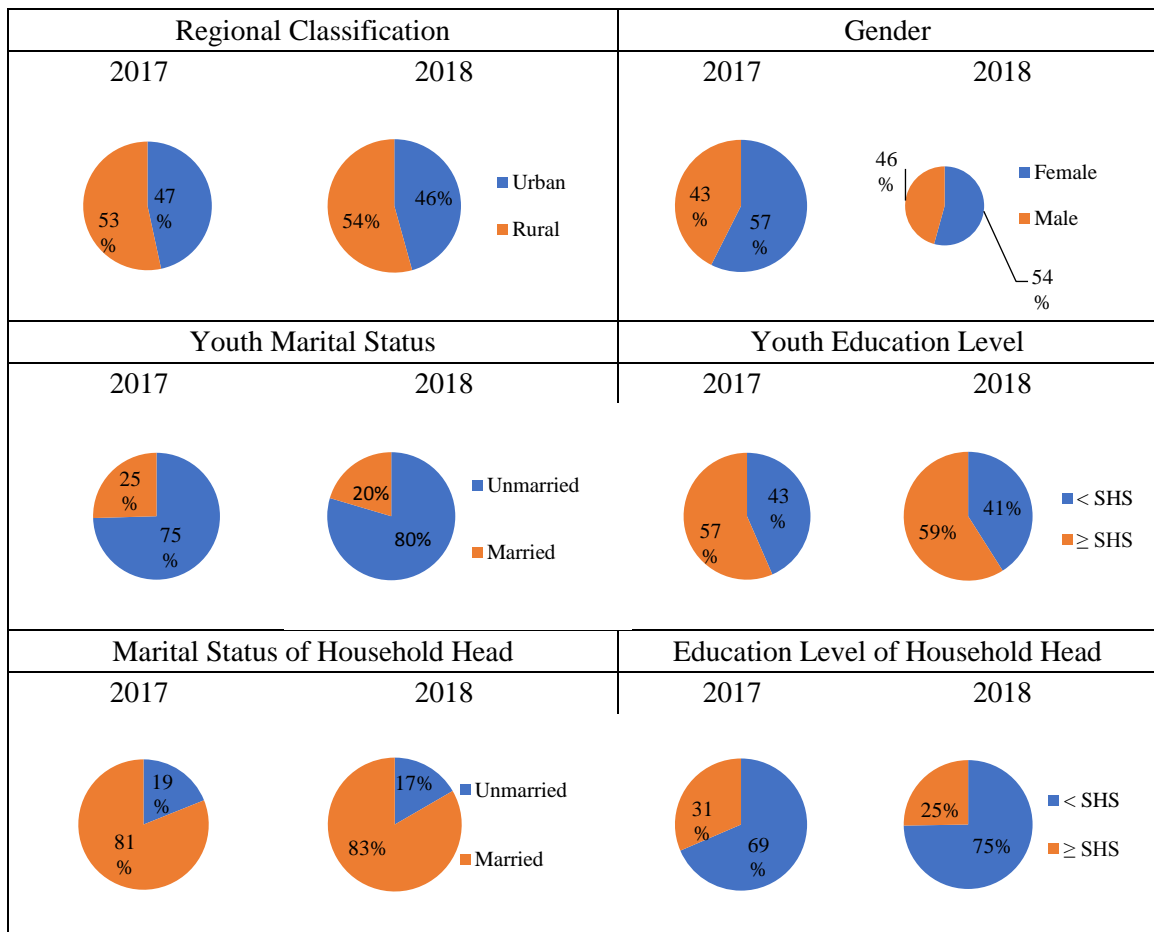 Regional Classification
Gender
2017
2018
2017
2018
47
%
53
%
46%
54%
Urban
Rural
43
%
57
%
46
%
54
%
Female
Male
Youth Marital Status
Youth Education Level
2017
2018
2017
2018
25
%
75
%
20%
80%
Unmarried
Married
43
%
57
%
41%
59%
< SHS
≥ SHS
Marital Status of Household Head
Education Level of Household Head
2017
2018
2017
2018
19
%
81
%
17%
83%
Unmarried
Married
31
%
69
%
25%
75%
< SHS
≥ SHS